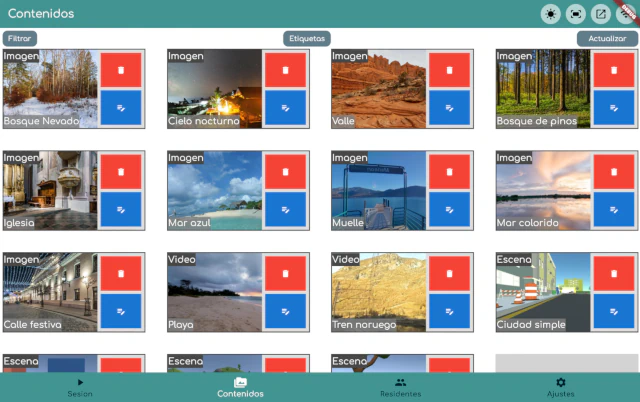 Contenidos
Filtrar
Etiquetas
Actualizar
Imagen
Bosque Nevado
Imagen
Cielo nocturno
Imagen
Valle
Imagen
Bosque de pinos
Imagen
Iglesia
Imagen
Mar azul
Imagen
Muelle
Imagen
Mar colorida
Imagen
Calle festiva
Video
Playa
Video
Tren noruego
Escena
Ciudad simple
Escena
Escena
Escena
Sesion
Contenidos
Residentes
Ajustes